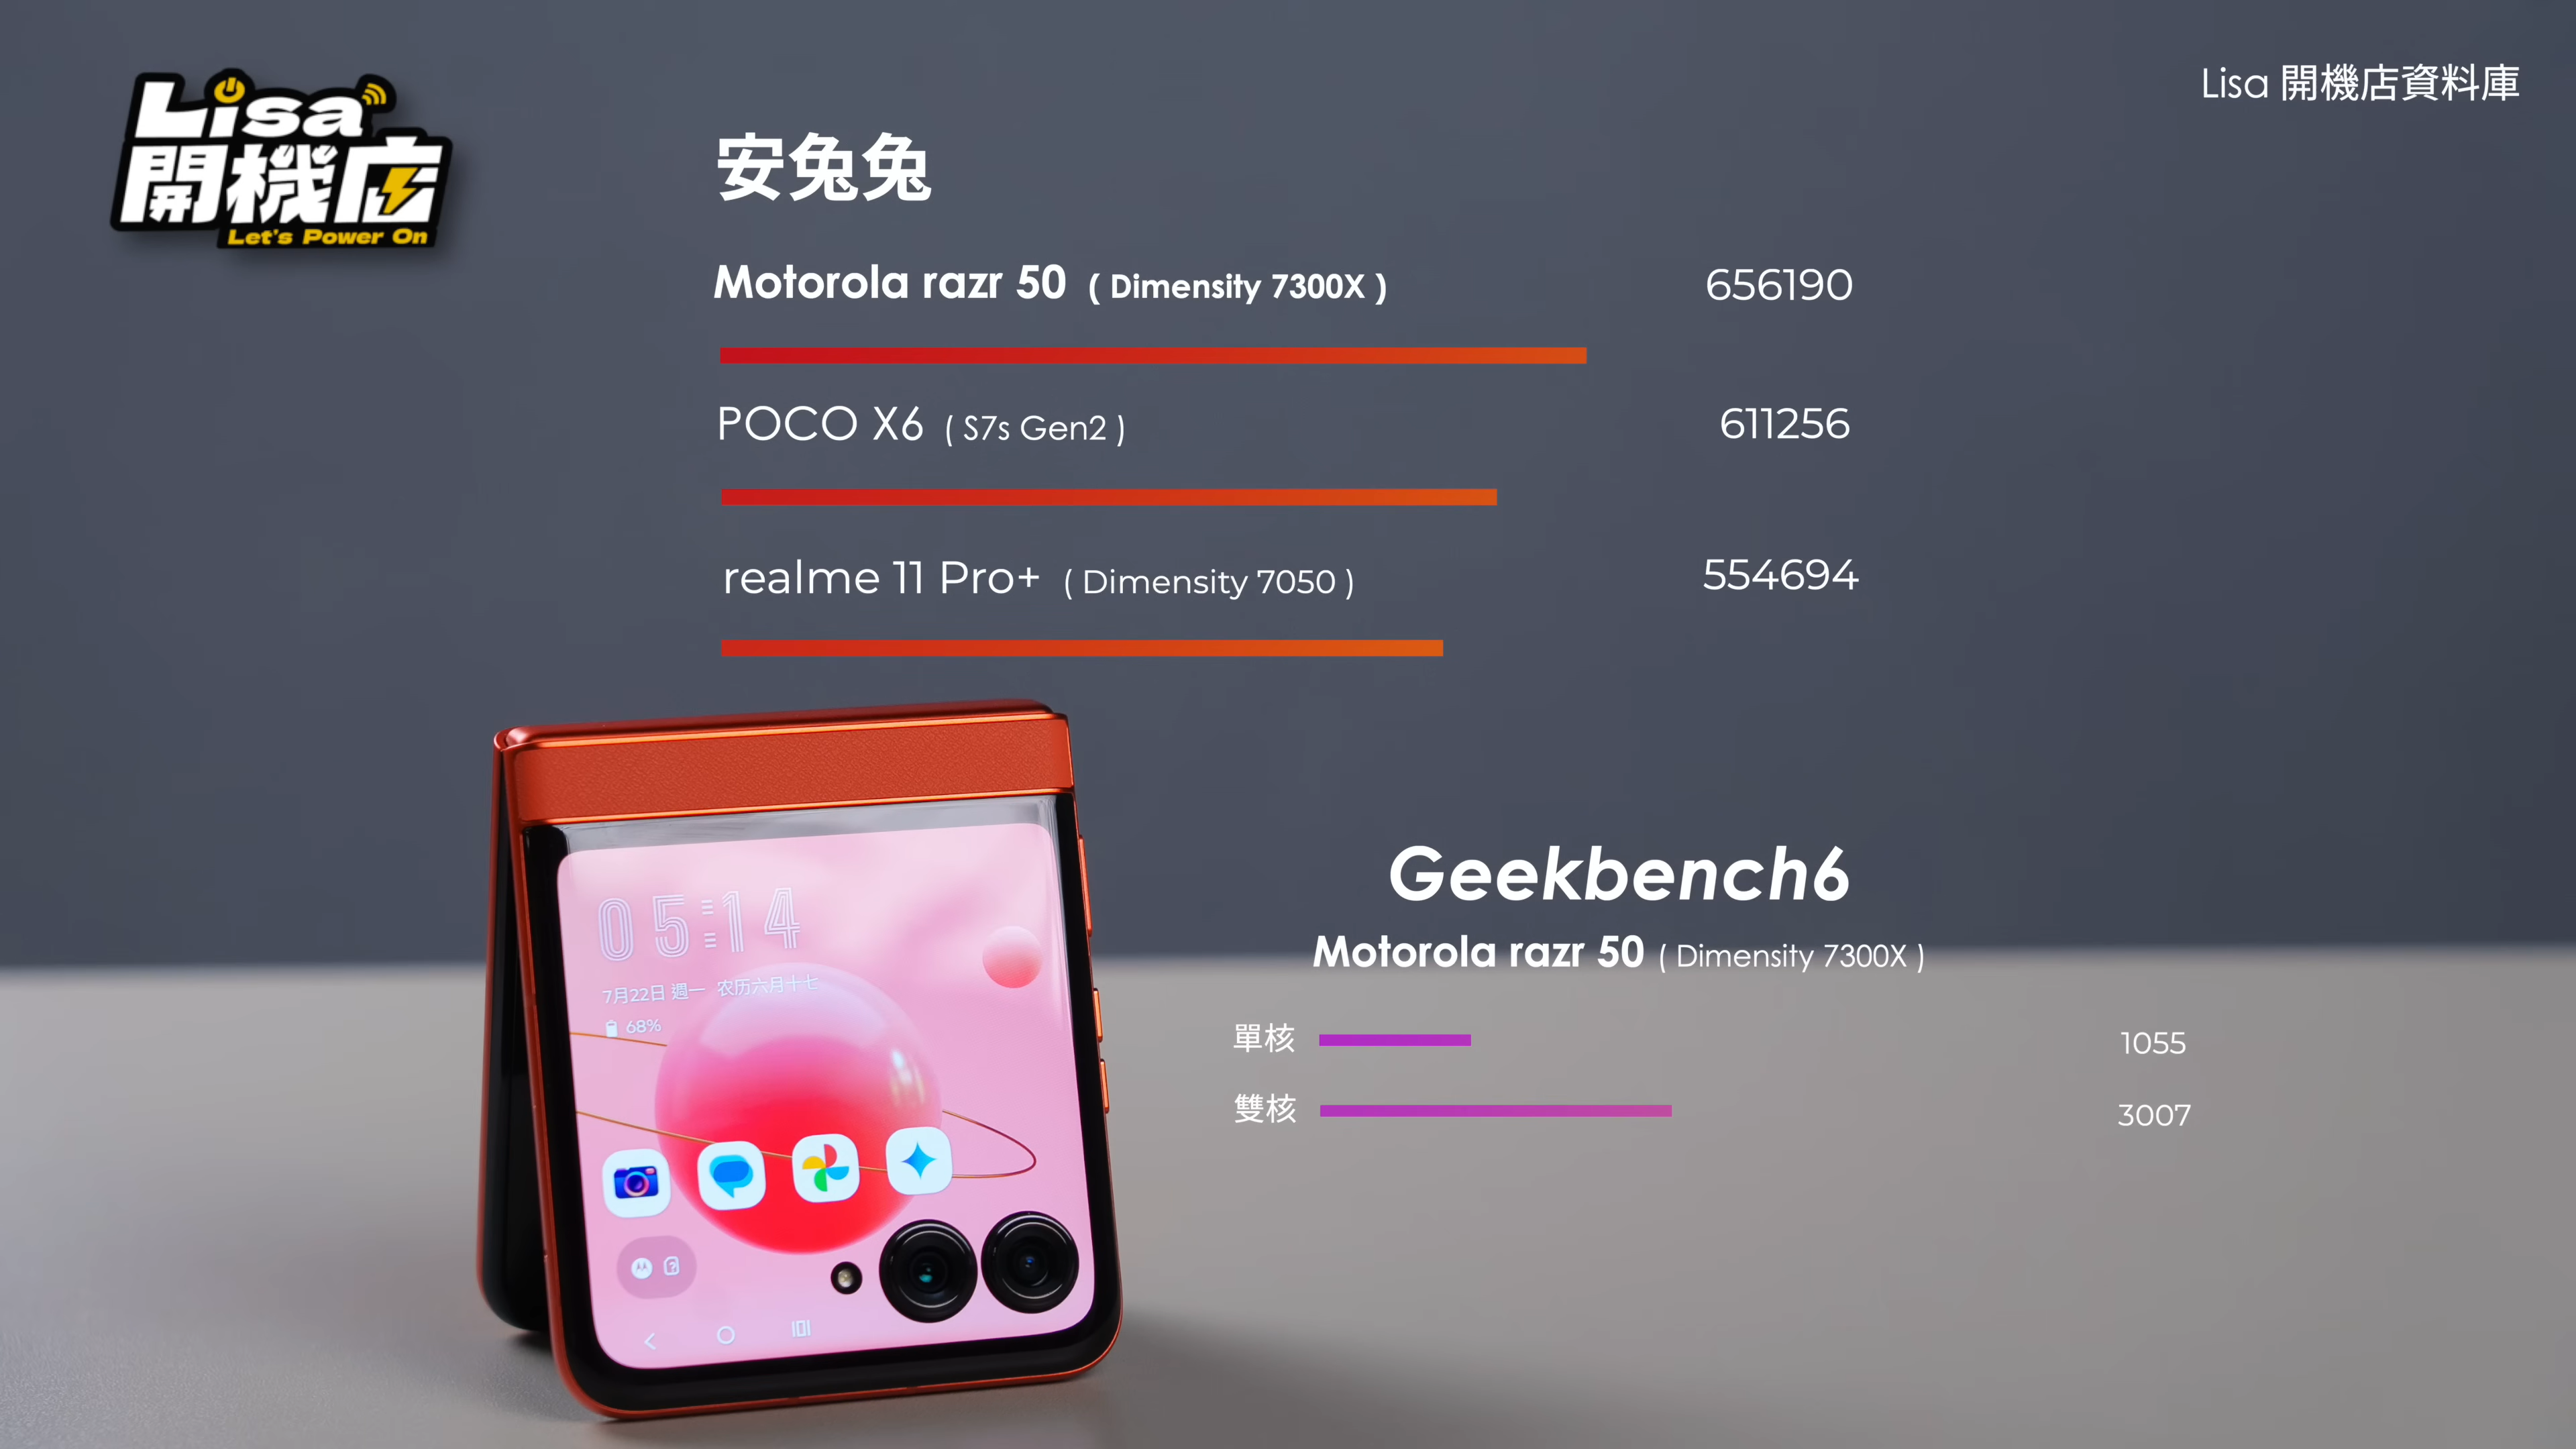 Lisa
開機店
Let's Power On
Lisa 開機店資料庫
安兔兔
Motorola razr 50 ( Dimensity 7300X ) 656190
POCO X6 ( S7s Gen2 ) 611256
realme 11 Pro+ ( Dimensity 7050 ) 554694
05:14
7月22日 週一 农历六月十七
68%
Geekbench6
Motorola razr 50 ( Dimensity 7300X )
單核 1055
雙核 3007